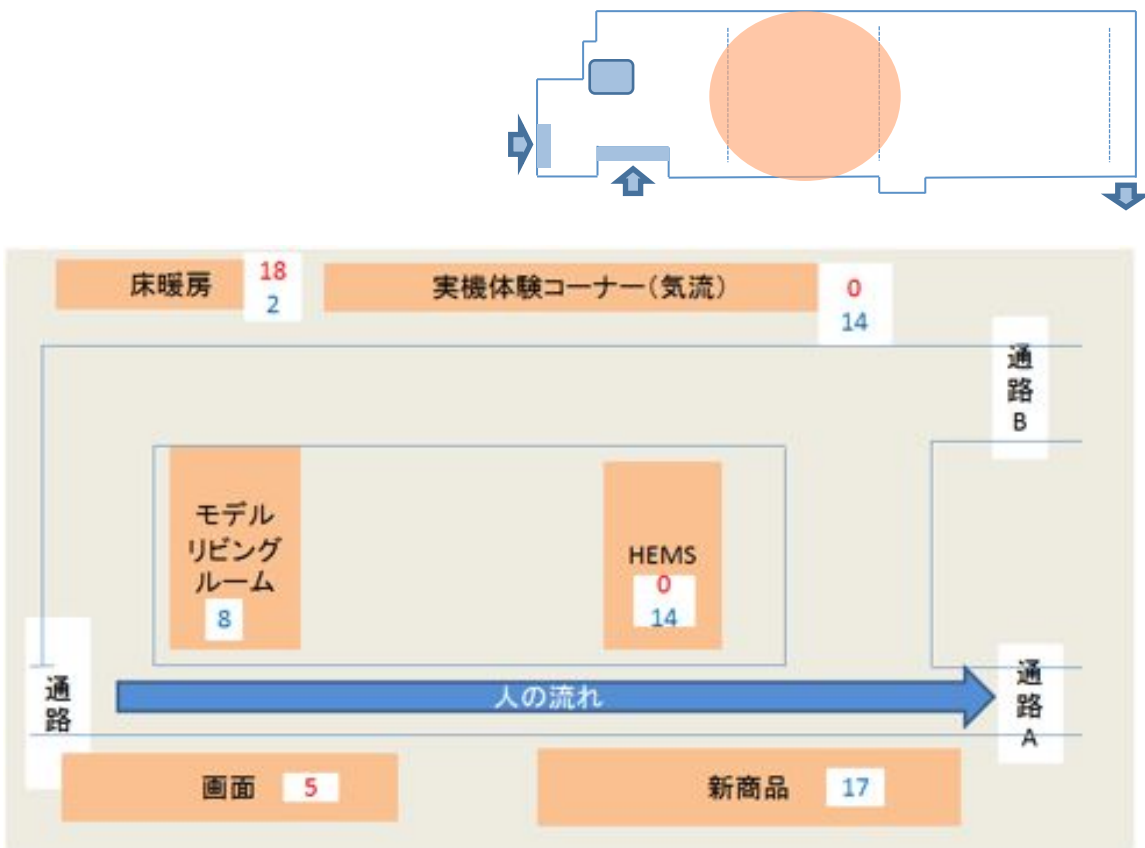 床暖房
18
2
実機体験コーナー（気流）
0
14
通
路
B
モデル
リビング
ルーム
8
HEMS
0
14
通
路
人の流れ
通
路
A
画面
5
新商品
17